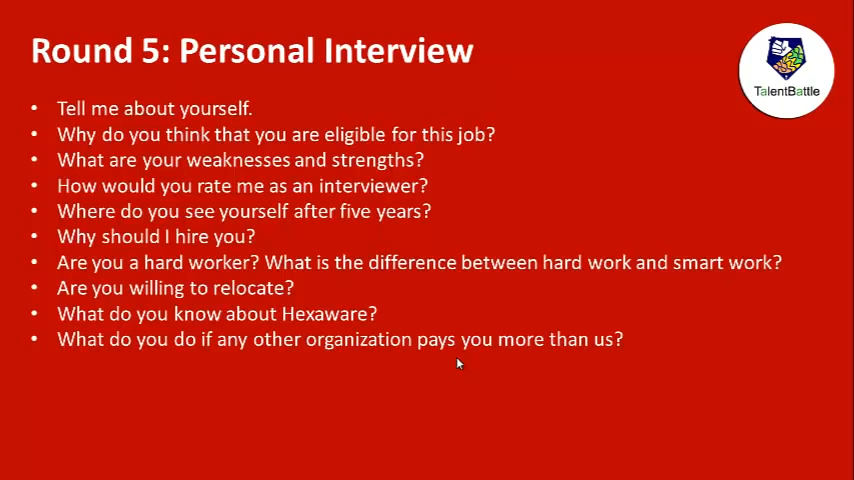 Round 5: Personal Interview
TalentBattle
• Tell me about yourself.
• Why do you think that you are eligible for this job?
• What are your weaknesses and strengths?
• How would you rate me as an interviewer?
• Where do you see yourself after five years?
• Why should I hire you?
• Are you a hard worker? What is the difference between hard work and smart work?
• Are you willing to relocate?
• What do you know about Hexaware?
• What do you do if any other organization pays you more than us?